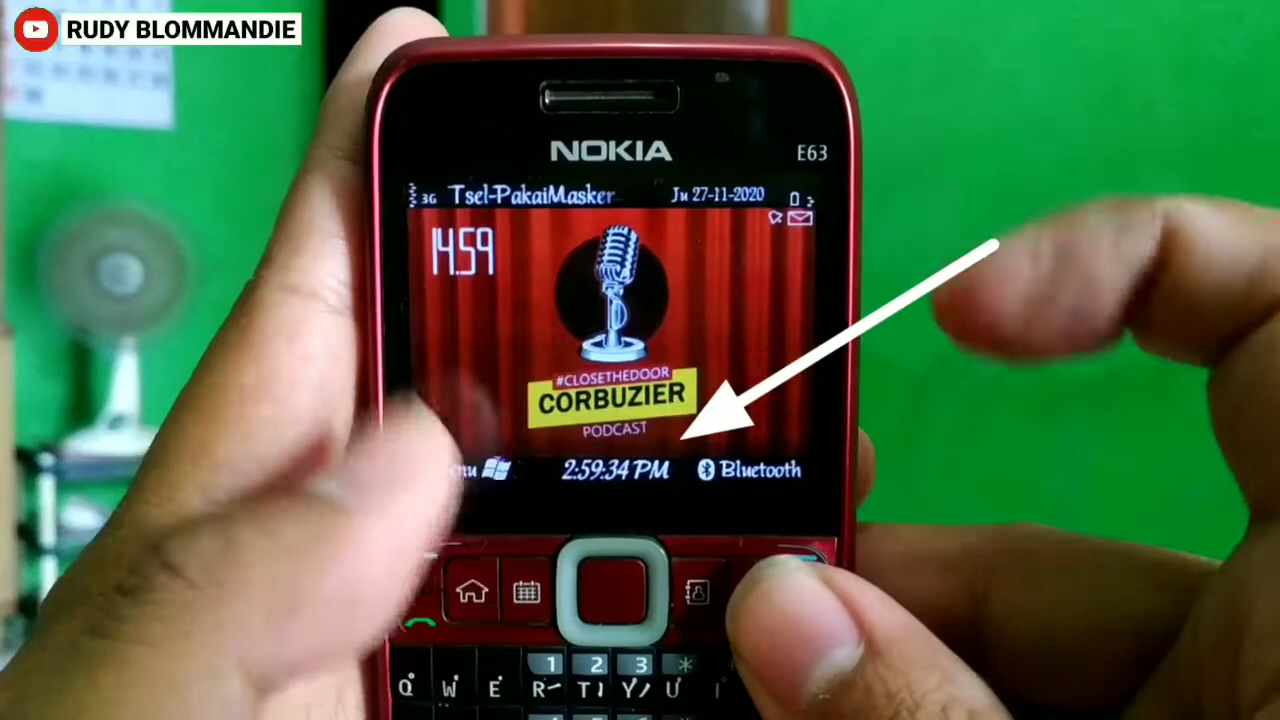 RUDY BLOMMANDIE
NOKIA
E63
3G Tsel-PakaiMasker Ju 27-11-2020
14.59
#CLOSETHEDOOR
CORBUZIER
PODCAST
2:59:34 PM Bluetooth
1 2 3 *
Q W E R T Y U I